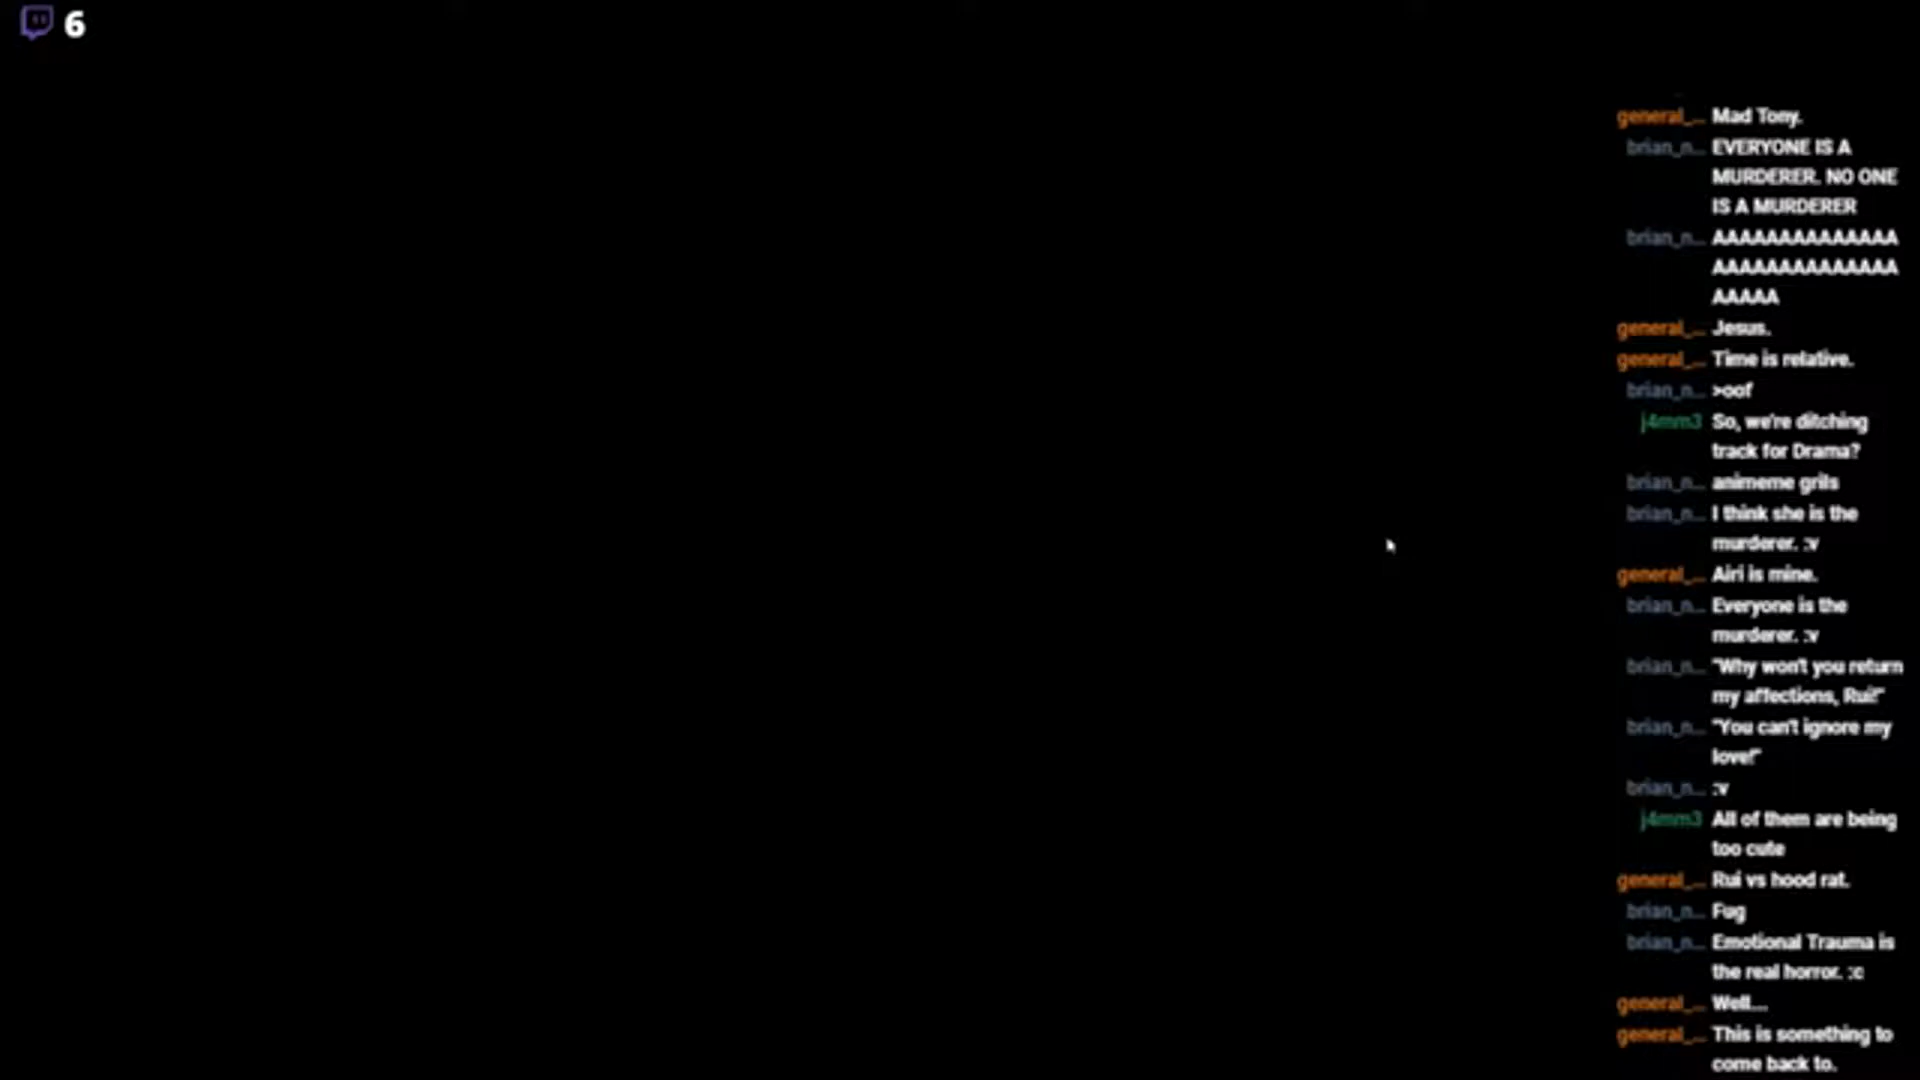 6
general_... Mad Tony.
brian_n... EVERYONE IS A
MURDERER. NO ONE
IS A MURDERER
brian_n... AAAAAAAAAAAAAA
AAAAAAAAAAAAAA
AAAAA
general_... Jesus.
general_... Time is relative.
brian_n... >oof
j4mm3 So, we're ditching
track for Drama?
brian_n... animeme grils
brian_n... I think she is the
murderer. :v
general_... Airi is mine.
brian_n... Everyone is the
murderer. :v
brian_n... "Why won't you return
my affections, Rui!"
brian_n... "You can't ignore my
love!"
brian_n... :v
j4mm3 All of them are being
too cute
general_... Rui vs hood rat.
brian_n... Fug
brian_n... Emotional Trauma is
the real horror. :c
general_... Well...
general_... This is something to
come back to.